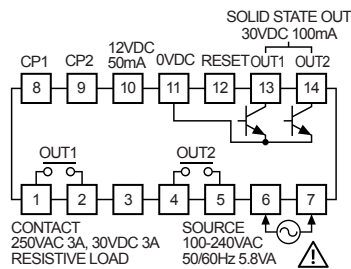 SOLID STATE OUT
30VDC 100mA
CP1 CP2 12VDC 50mA 0VDC RESET OUT1 OUT2
8 9 10 11 12 13 14
OUT1 OUT2
1 2 3 4 5 6 7
CONTACT
250VAC 3A, 30VDC 3A
RESISTIVE LOAD
SOURCE
100-240VAC
50/60Hz 5.8VA